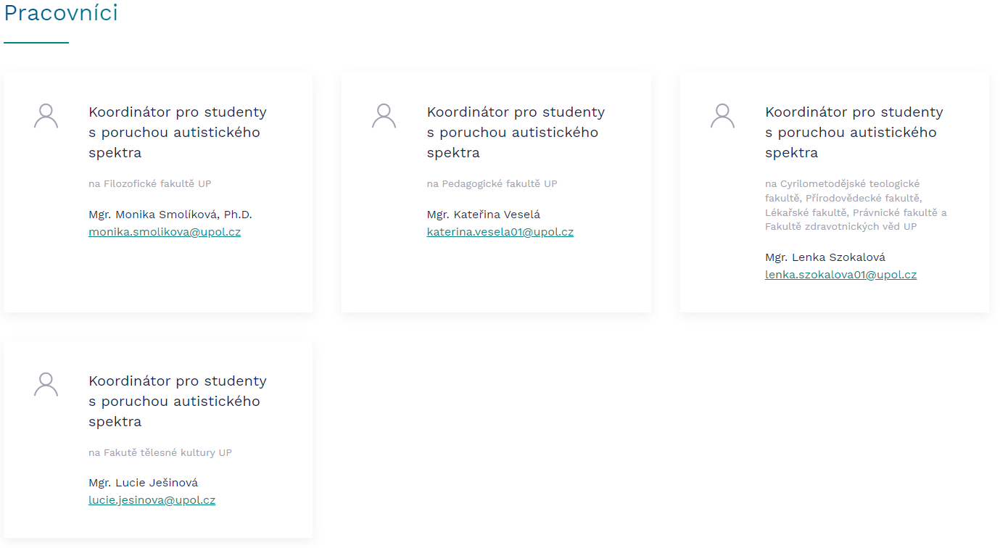 Pracovníci
Koordinátor pro studenty
s poruchou autistického
spektra
na Filozofické fakultě UP
Mgr. Monika Smolíková, Ph.D.
monika.smolikova@upol.cz
Koordinátor pro studenty
s poruchou autistického
spektra
na Pedagogické fakultě UP
Mgr. Kateřina Veselá
katerina.vesela01@upol.cz
Koordinátor pro studenty
s poruchou autistického
spektra
na Cyrilometodějské teologické
fakultě, Přírodovědecké fakultě,
Lékařské fakultě, Právnické fakultě a
Fakultě zdravotnických věd UP
Mgr. Lenka Szokalová
lenka.szokalova01@upol.cz
Koordinátor pro studenty
s poruchou autistického
spektra
na Fakutě tělesné kultury UP
Mgr. Lucie Ješinová
lucie.jesinova@upol.cz